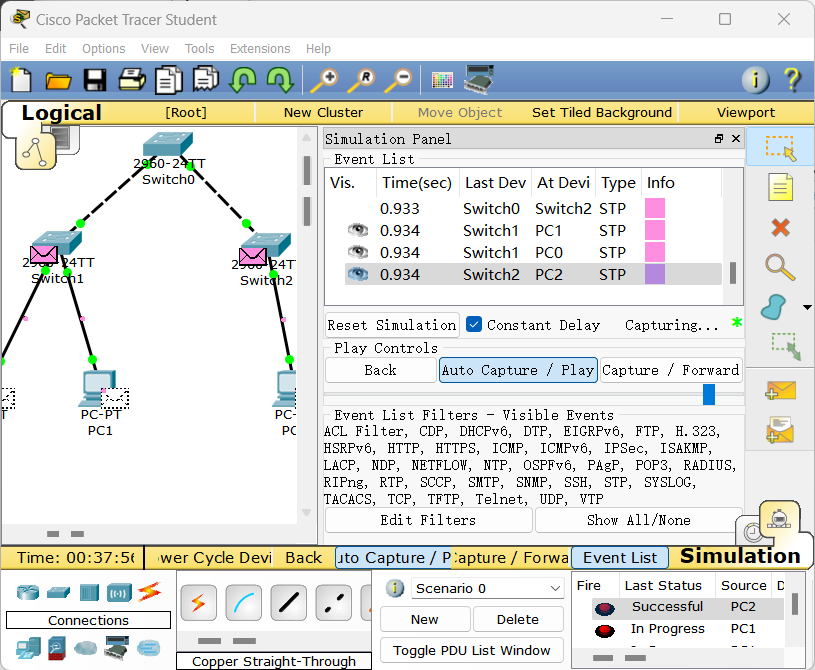 Cisco Packet Tracer Student
File Edit Options View Tools Extensions Help
Logical [Root] New Cluster Move Object Set Tiled Background Viewport
2960-24TT
Switch0
2960-24TT
Switch1
2960-24TT
Switch2
PC-PT
PC1
PC-
PC
T
Simulation Panel
Event List
Vis. Time(sec) Last Dev At Devi Type Info
0.933 Switch0 Switch2 STP
0.934 Switch1 PC1 STP
0.934 Switch1 PC0 STP
0.934 Switch2 PC2 STP
Reset Simulation Constant Delay Capturing... *
Play Controls
Back Auto Capture / Play Capture / Forward
Event List Filters - Visible Events
ACL Filter, CDP, DHCPv6, DTP, EIGRPv6, FTP, H.323,
HSRPv6, HTTP, HTTPS, ICMP, ICMPv6, IPSec, ISAKMP,
LACP, NDP, NETFLOW, NTP, OSPFv6, PAgP, POP3, RADIUS,
RIPng, RTP, SCCP, SMTP, SNMP, SSH, STP, SYSLOG,
TACACS, TCP, TFTP, Telnet, UDP, VTP
Edit Filters Show All/None
Time: 00:37:56 ower Cycle Devi Back uto Capture / P Capture / Forwa Event List Simulation
Connections
Copper Straight-Through
Scenario 0
New Delete
Toggle PDU List Window
Fire Last Status Source D
Successful PC2
In Progress PC1